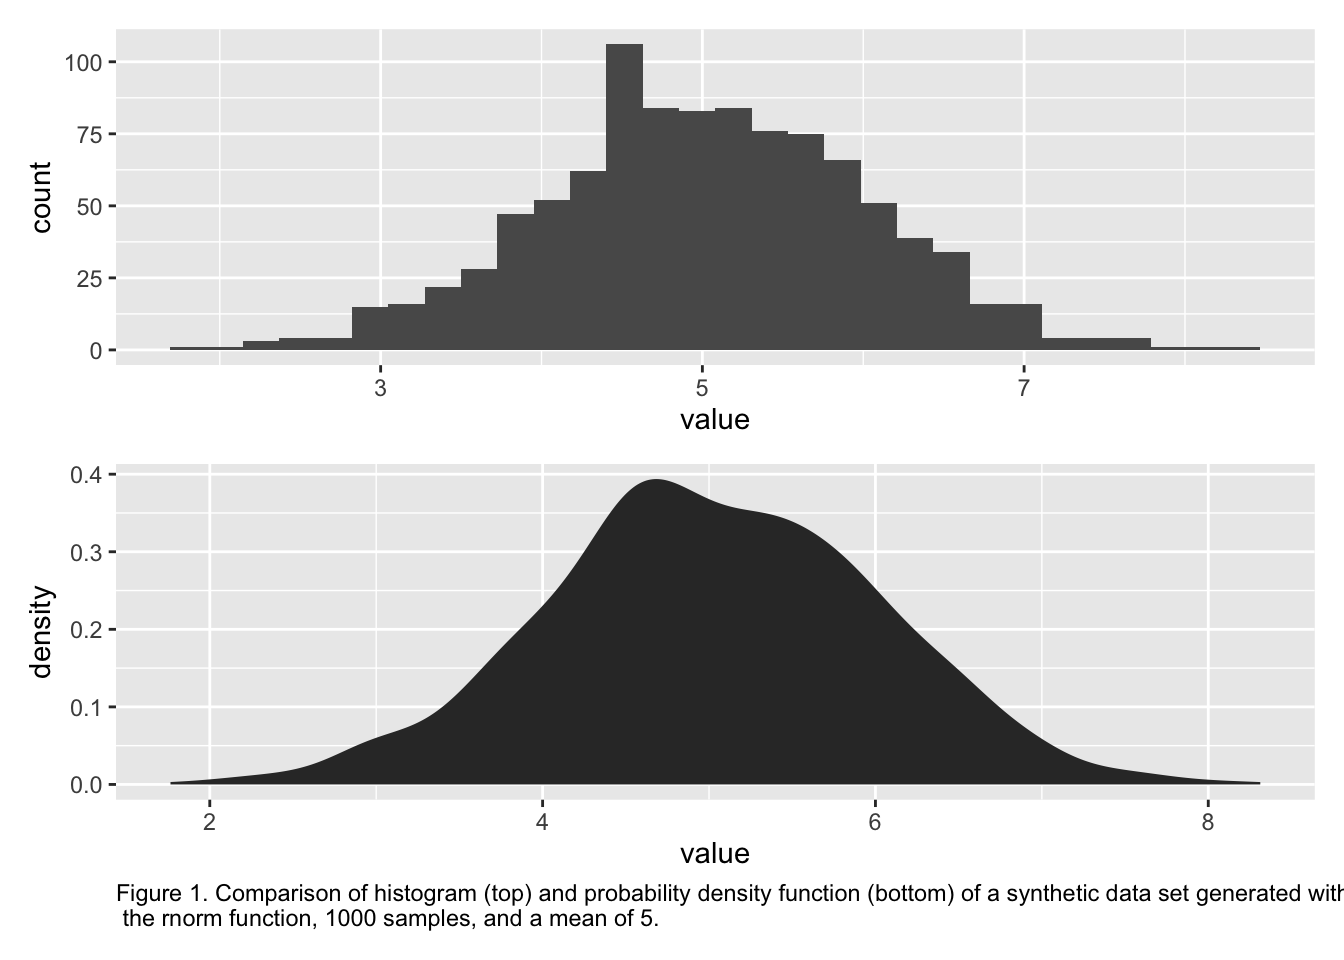 100
75
50
25
0
count
3 5 7
value
0.4
0.3
0.2
0.1
0.0
density
2 4 6 8
value
Figure 1. Comparison of histogram (top) and probability density function (bottom) of a synthetic data set generated with
the rnorm function, 1000 samples, and a mean of 5.